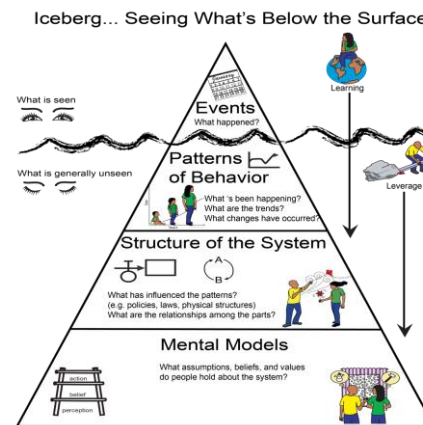 Iceberg... Seeing What's Below the Surface
Learning
Events
What happened?
What is seen
What is generally unseen
Patterns
of Behavior
What 's been happening?
What are the trends?
What changes have occurred?
Leverage
Structure of the System
A
B
What has influenced the patterns?
(e.g. policies, laws, physical structures)
What are the relationships among the parts?
Mental Models
What assumptions, beliefs, and values
do people hold about the system?
action
belief
perception